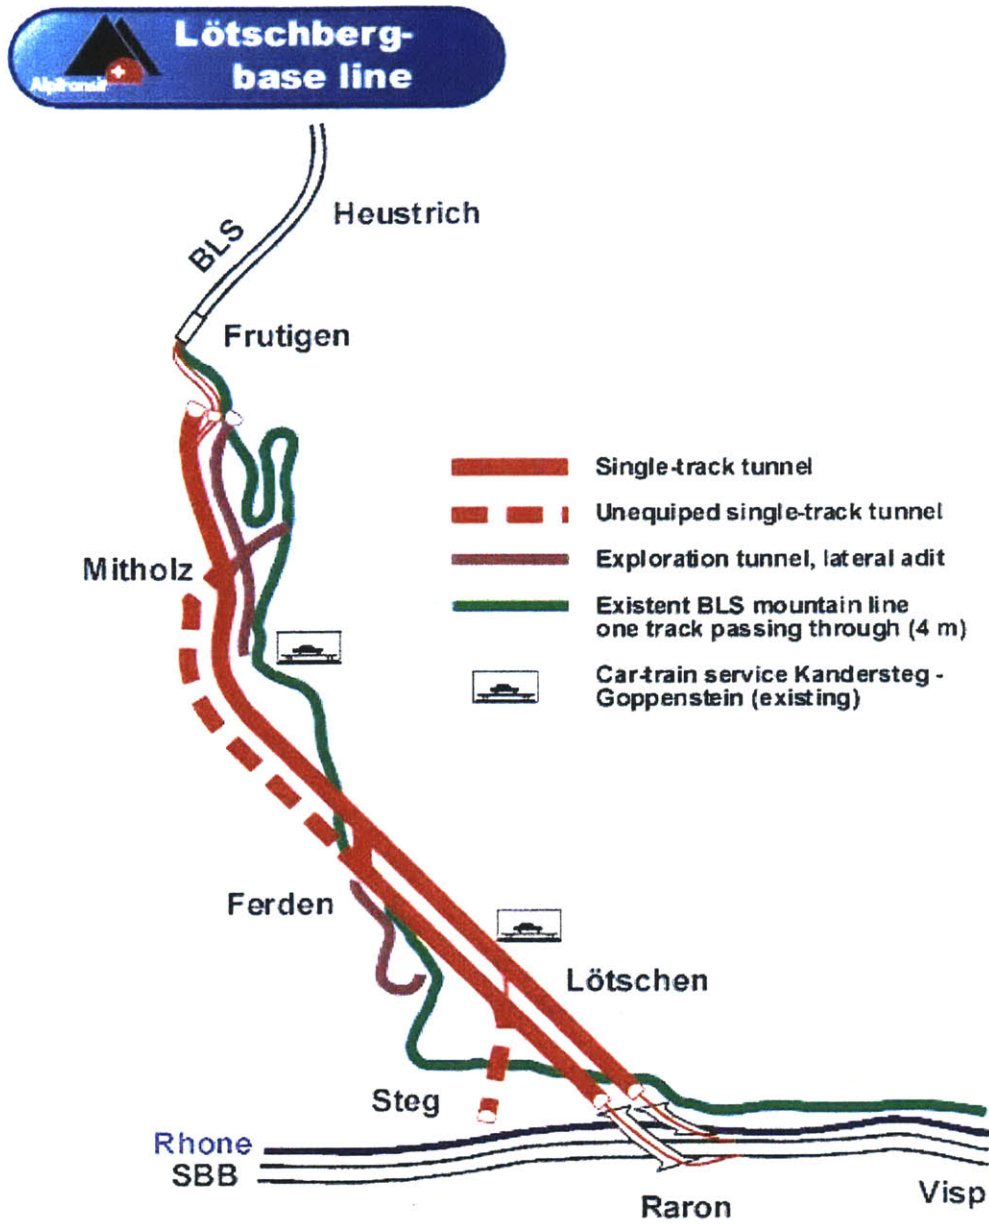 Lötschberg-
base line
AlpTransit
Heustrich
BLS
Frutigen
Single-track tunnel
Unequiped single-track tunnel
Mitholz
Exploration tunnel, lateral adit
Existent BLS mountain line
one track passing through (4 m)
Car-train service Kandersteg -
Goppenstein (existing)
Ferden
Lötschen
Steg
Rhone
SBB
Raron
Visp